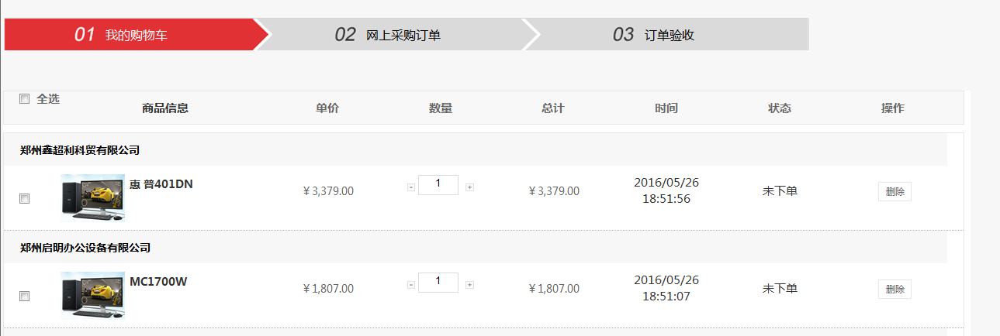 01 我的购物车 02 网上采购订单 03 订单验收
全选 商品信息 单价 数量 总计 时间 状态 操作
郑州鑫超利科贸有限公司
惠 普401DN ¥3,379.00 - 1 + ¥3,379.00 2016/05/26 未下单 删除
18:51:56
郑州启明办公设备有限公司
MC1700W ¥1,807.00 - 1 + ¥1,807.00 2016/05/26 未下单 删除
18:51:07